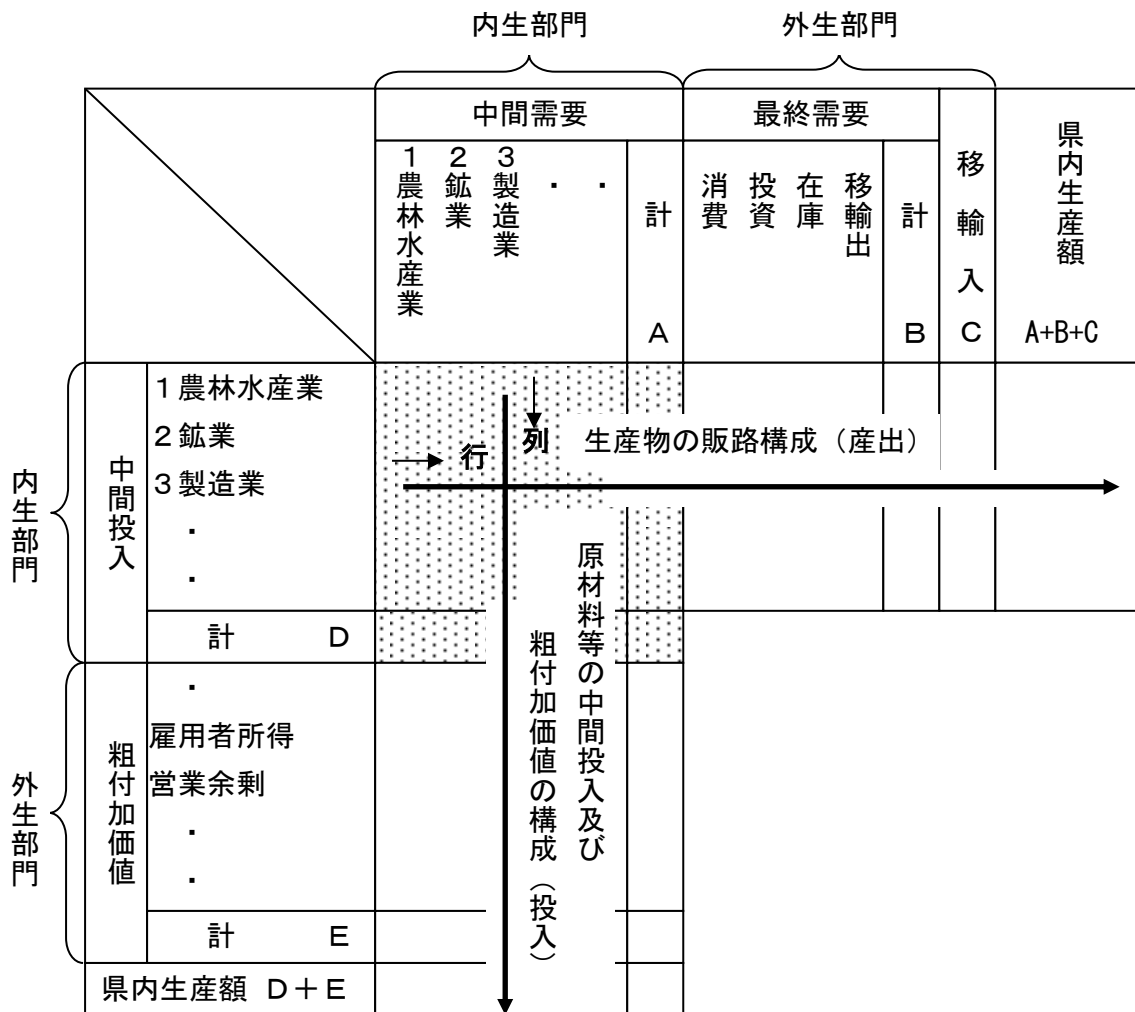 内生部門
外生部門
中間需要
最終需要
移輸入
C
県内生産額
A+B+C
1農林水産業
2鉱業
3製造業
・
・
計
A
消費
投資
在庫
移輸出
計
B
内生部門
中間投入
1農林水産業
2鉱業
3製造業
・
・
計 D
行
列
生産物の販路構成（産出）
原材料等の中間投入及び
粗付加価値の構成（投入）
外生部門
粗付加価値
・
雇用者所得
営業余剰
・
・
計 E
県内生産額 D＋E